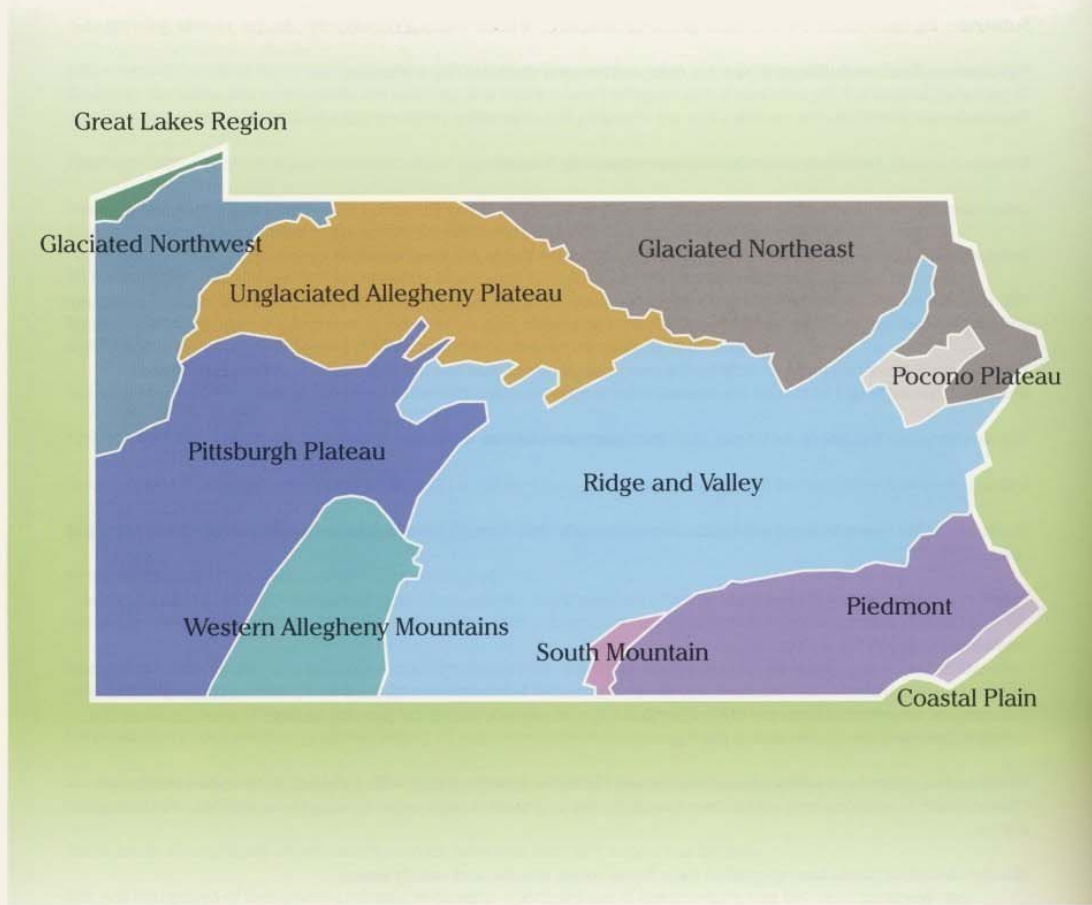 Great Lakes Region
Glaciated Northwest
Glaciated Northeast
Unglaciated Allegheny Plateau
Pocono Plateau
Pittsburgh Plateau
Ridge and Valley
Piedmont
Western Allegheny Mountains
South Mountain
Coastal Plain